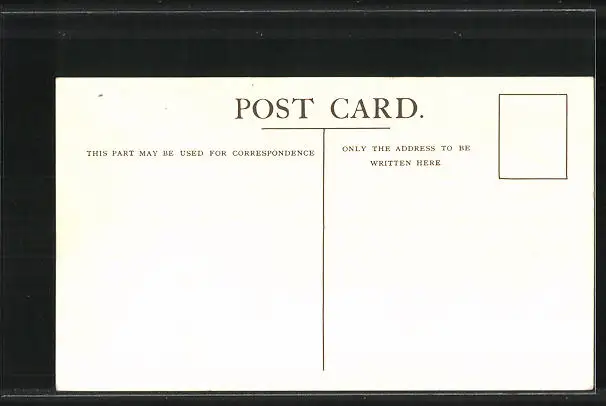 POST CARD.
THIS PART MAY BE USED FOR CORRESPONDENCE
ONLY THE ADDRESS TO BE
WRITTEN HERE